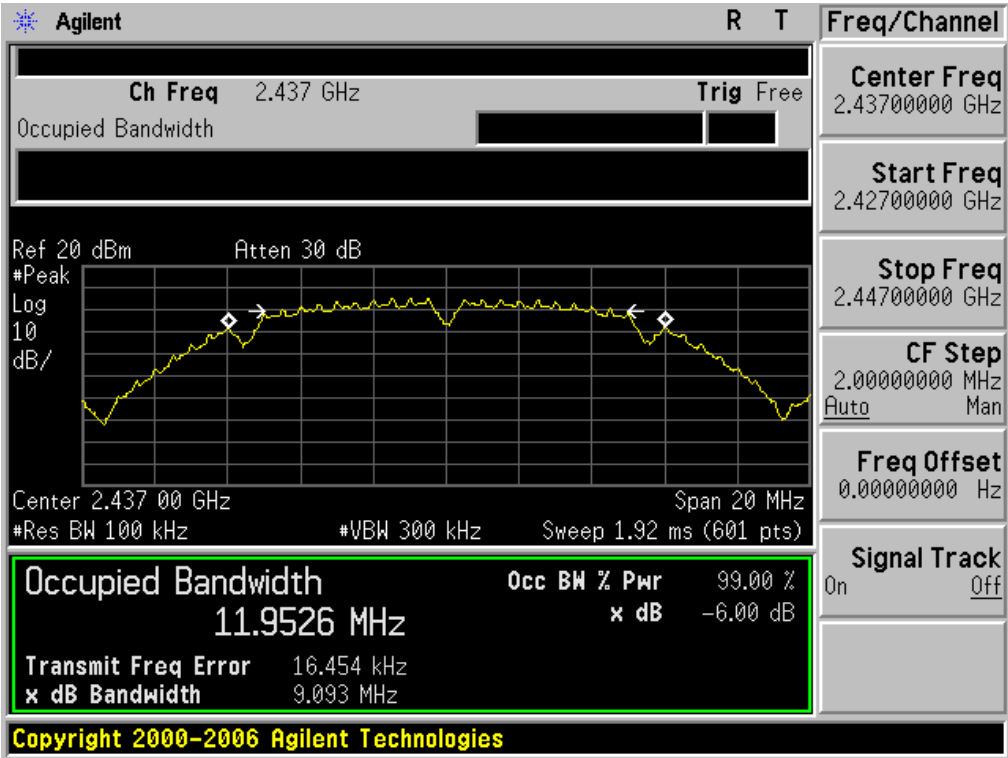 Agilent R T
Ch Freq 2.437 GHz Trig Free
Occupied Bandwidth
Ref 20 dBm Atten 30 dB
#Peak
Log
10
dB/
Center 2.437 00 GHz Span 20 MHz
#Res BW 100 kHz #VBW 300 kHz Sweep 1.92 ms (601 pts)
Occupied Bandwidth
11.9526 MHz
Occ BW % Pwr 99.00 %
x dB -6.00 dB
Transmit Freq Error 16.454 kHz
x dB Bandwidth 9.093 MHz
Copyright 2000-2006 Agilent Technologies
Freq/Channel
Center Freq
2.43700000 GHz
Start Freq
2.42700000 GHz
Stop Freq
2.44700000 GHz
CF Step
2.00000000 MHz
Auto Man
Freq Offset
0.00000000 Hz
Signal Track
On Off